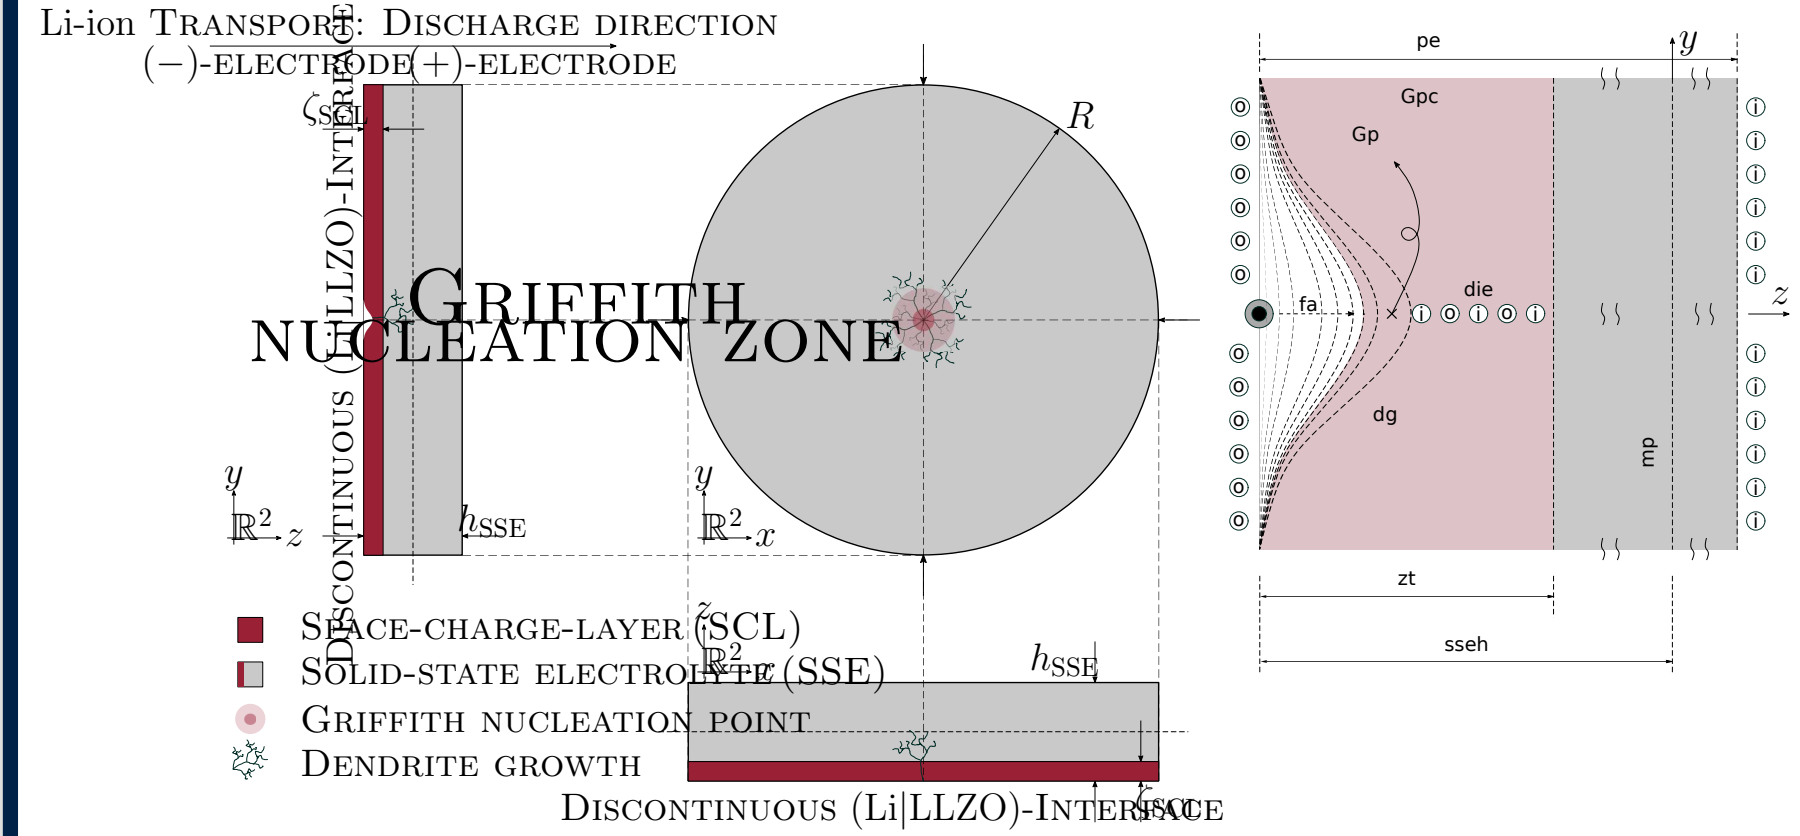 Li-ion Transport: Discharge direction
(−)-electrode(+)-electrode
ζSCL
Discontinuous (Li|LLZO)-Interface
R
Griffith
nucleation zone
y
ℝ² z
hSSE
y
ℝ² x
z
ℝ² x
hSSE
Space-charge-layer (SCL)
Solid-state electrolyte (SSE)
Griffith nucleation point
Dendrite growth
Discontinuous (Li|LLZO)-Interface
ζSCL
pe
y
Gpc
Gp
o
o
o
o
o
o
i
i
i
i
i
i
die
fa
i o i o i
z
dg
mp
o
o
o
o
o
o
i
i
i
i
i
i
zt
sseh